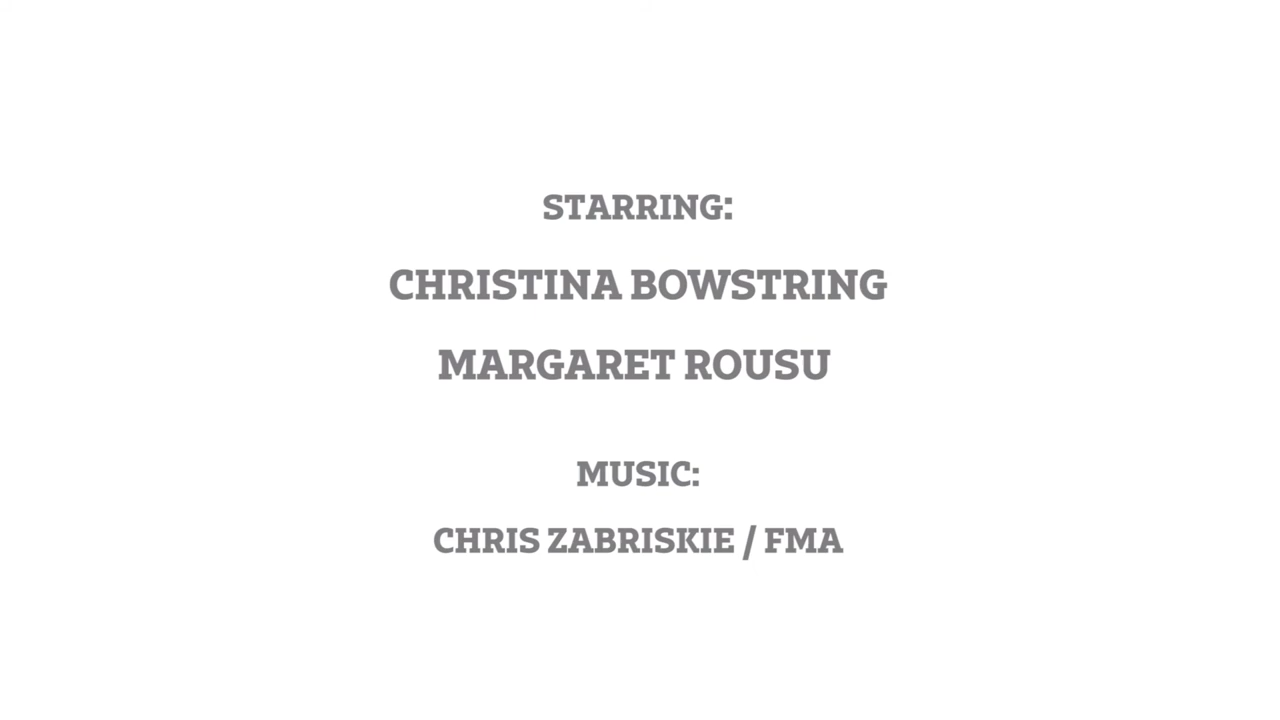 STARRING:
CHRISTINA BOWSTRING
MARGARET ROUSU
MUSIC:
CHRIS ZABRISKIE / FMA